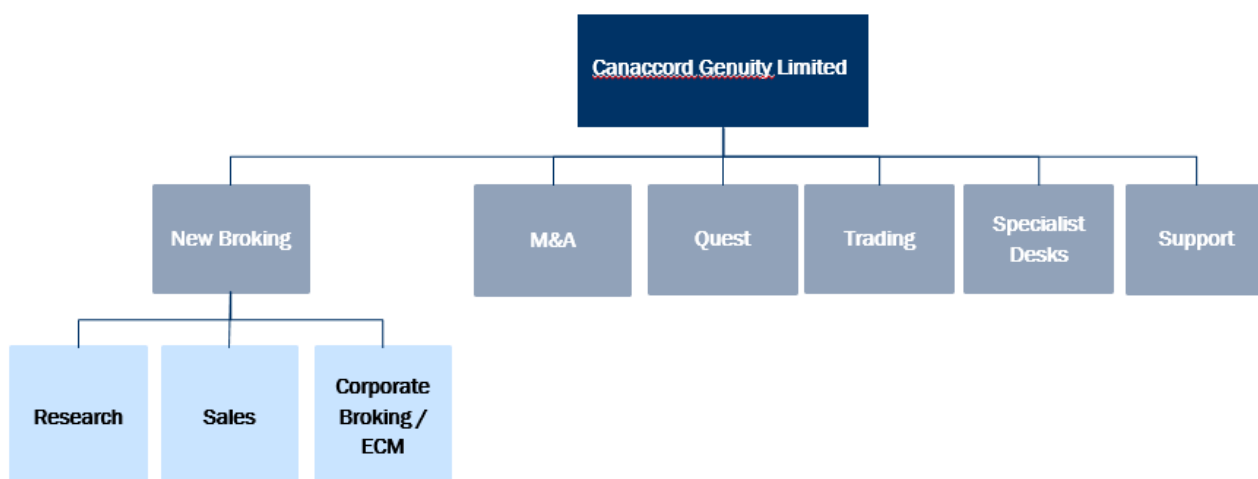 Canaccord Genuity Limited
New Broking
M&A
Quest
Trading
Specialist
Desks
Support
Research
Sales
Corporate
Broking /
ECM